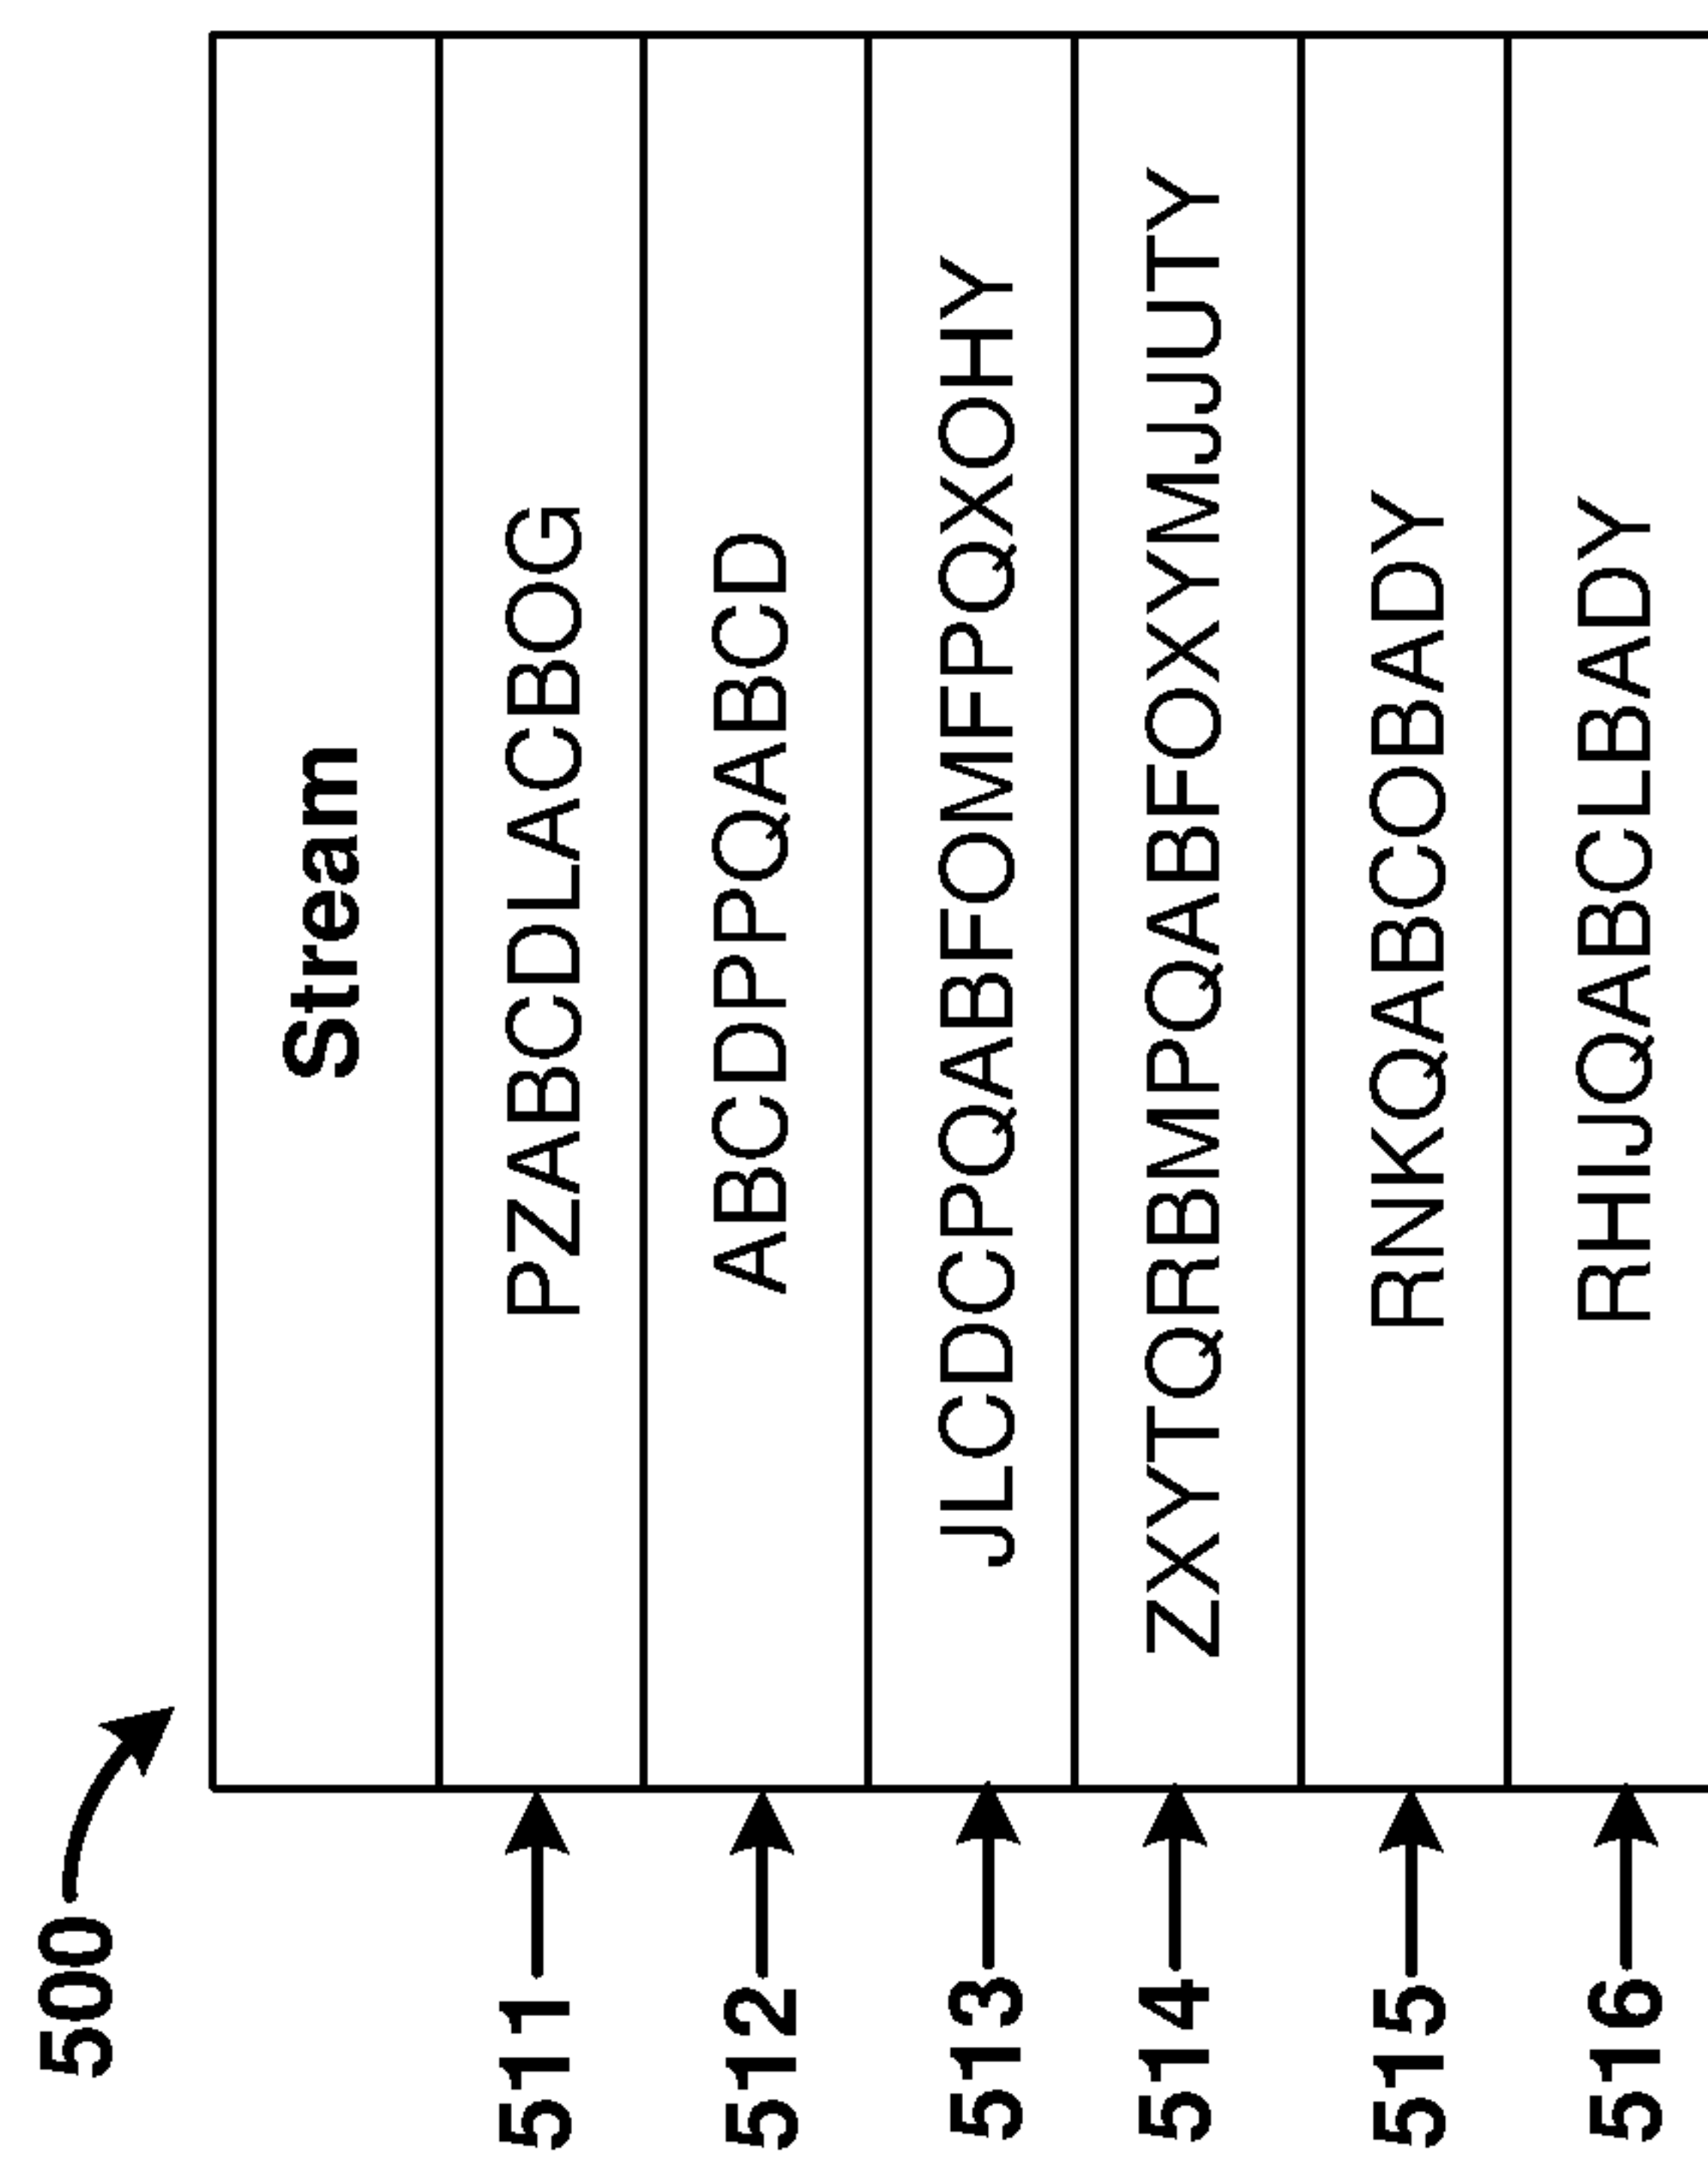 500
Stream
511 PZABCDLACBOG
512 ABCDPPQABCD
513 JLCDCPQABFOMFPQXOHY
514 ZXYTQRBMPQABFOXYMJJUTY
515 RNKQABCOBADY
516 RHIJQABCLBADY